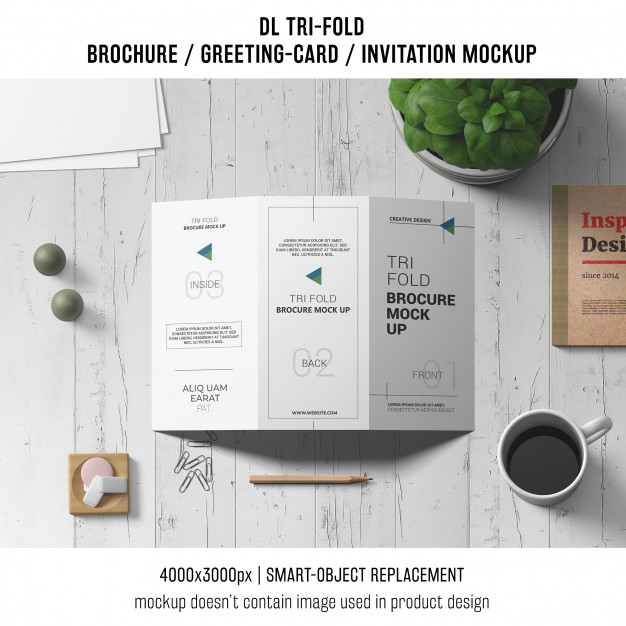 DL TRI-FOLD
BROCHURE / GREETING-CARD / INVITATION MOCKUP
TRI FOLD
BROCURE MOCK UP
03
INSIDE
LOREM IPSUM DOLOR SIT AMET,
CONSECTETUR ADIPISCING ELIT.
ALIQ UAM
EARAT
PAT
LOREM IPSUM DOLOR SIT AMET,
TRI FOLD
BROCURE MOCK UP
02
BACK
WWW.WEBSITE.COM
CREATIVE DESIGN
TRI
FOLD
BROCURE
MOCK
UP
01
FRONT
LOREM IPSUM DOLOR SIT AMET,
CONSECTETUR ADIPISCING ELIT
Insp
Desi
since 2014
4000x3000px | SMART-OBJECT REPLACEMENT
mockup doesn't contain image used in product design